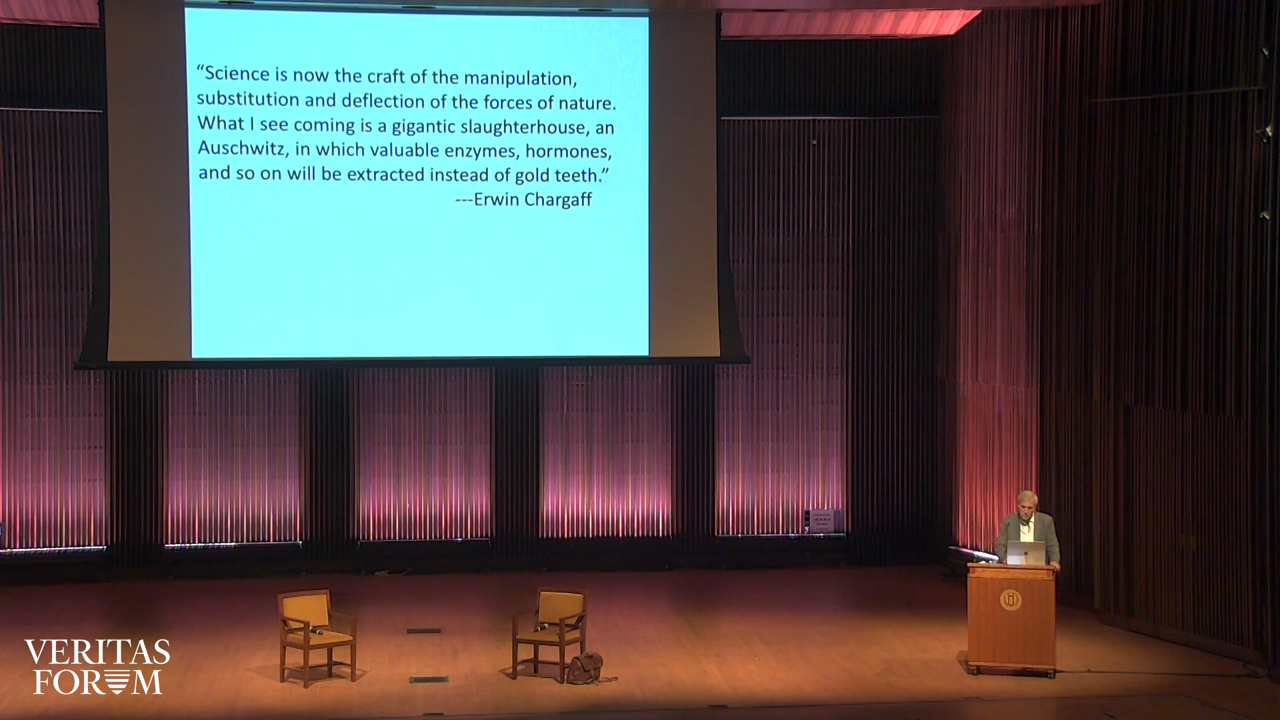 “Science is now the craft of the manipulation,
substitution and deflection of the forces of nature.
What I see coming is a gigantic slaughterhouse, an
Auschwitz, in which valuable enzymes, hormones,
and so on will be extracted instead of gold teeth.”
---Erwin Chargaff
VERITAS
FORUM